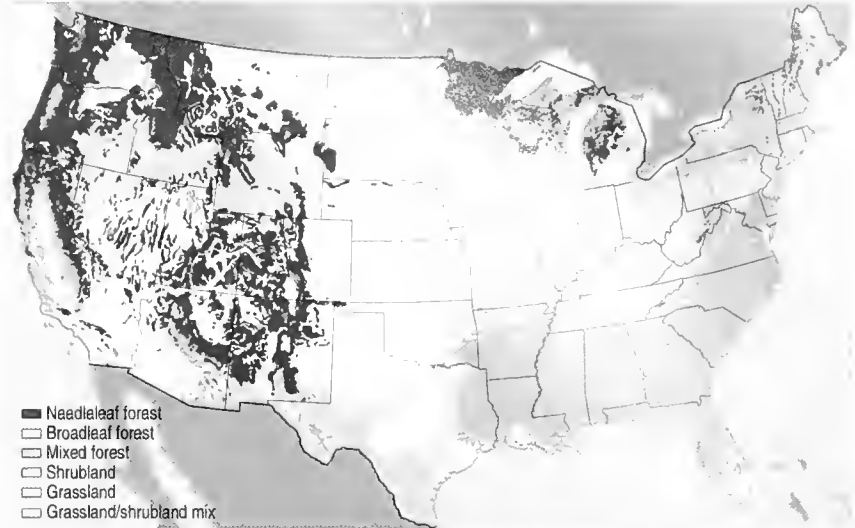 Needleleaf forest
Broadleaf forest
Mixed forest
Shrubland
Grassland
Grassland/shrubland mix